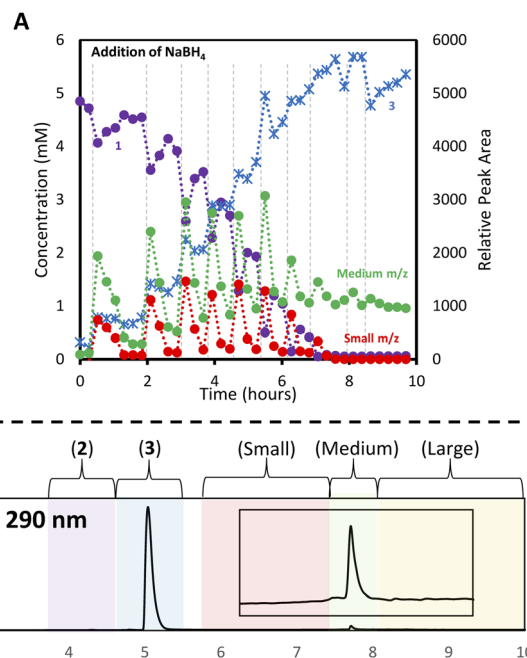 A
Addition of NaBH₄
6
5
4
3
2
1
0
6000
5000
4000
3000
2000
1000
0
Concentration (mM)
Relative Peak Area
1
3
Medium m/z
Small m/z
0 2 4 6 8 10
Time (hours)
(2) (3) (Small) (Medium) (Large)
290 nm
4 5 6 7 8 9 10